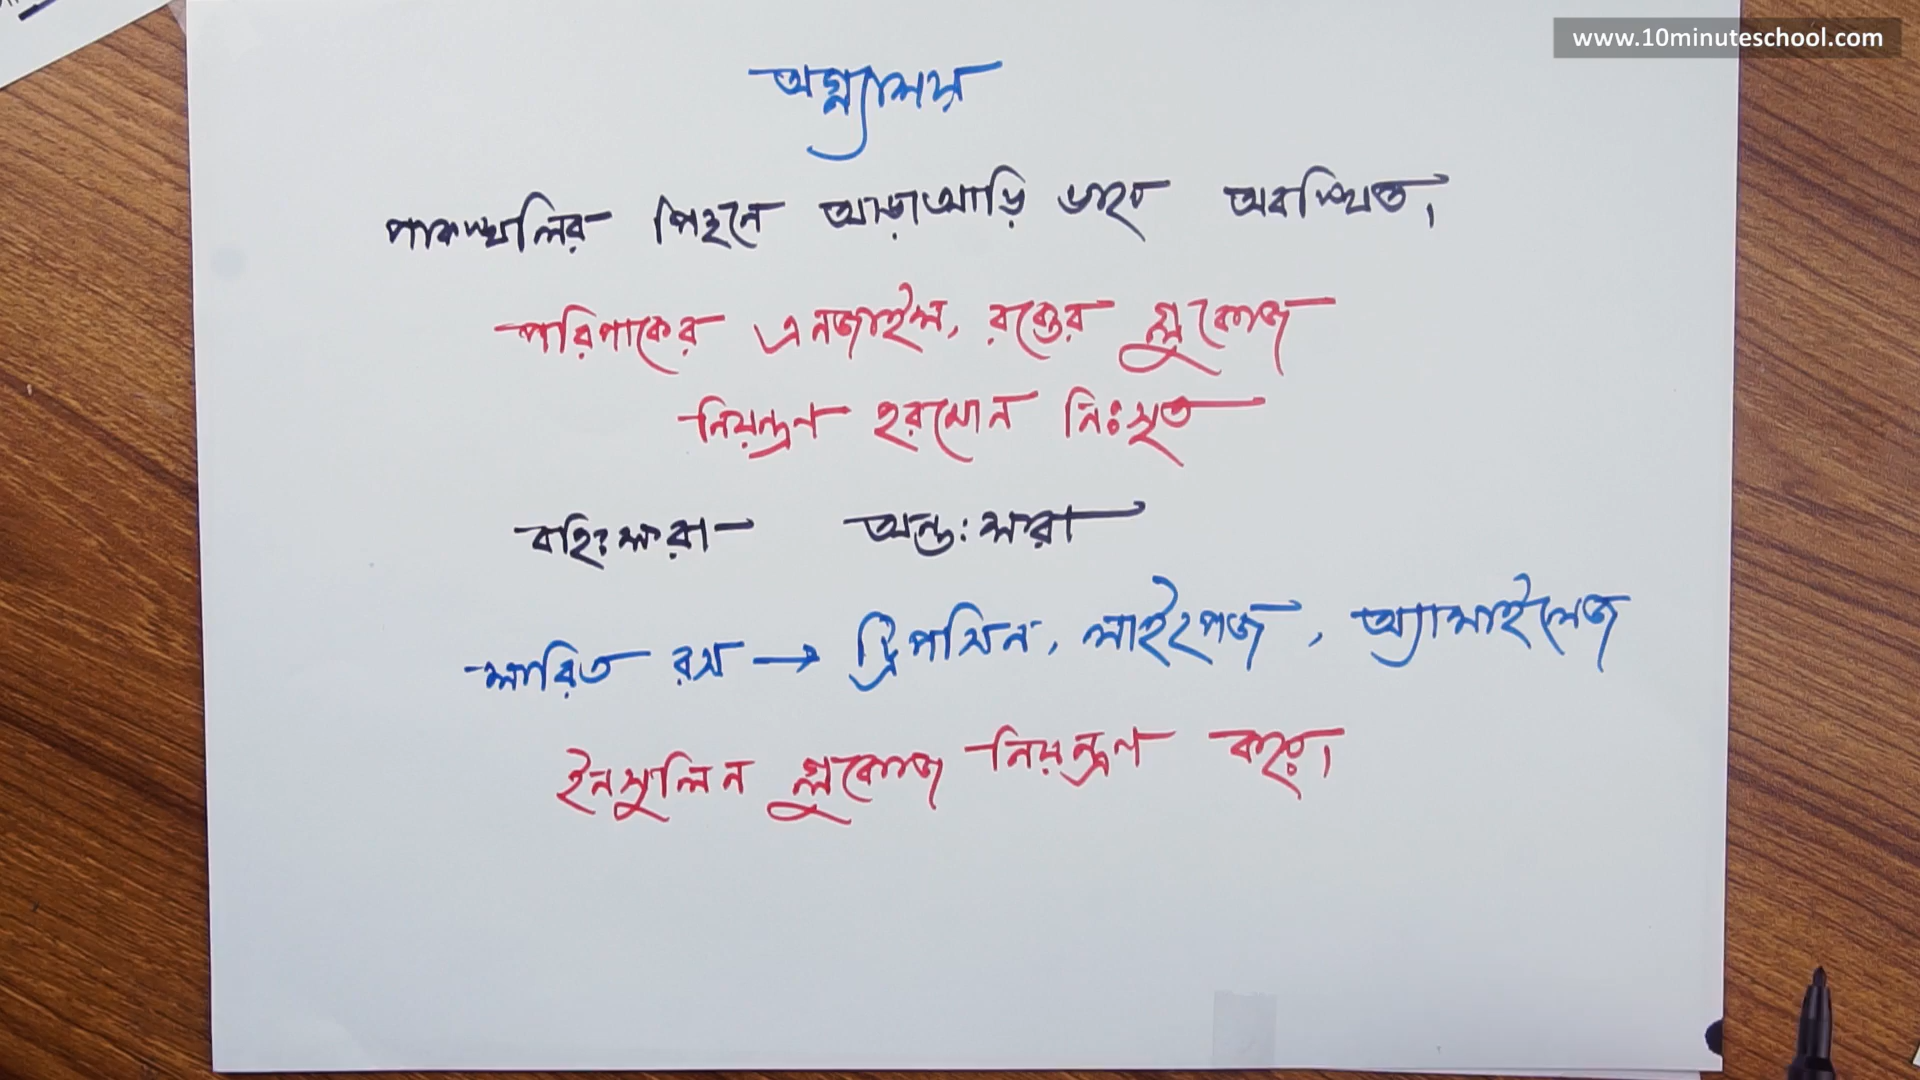 www.10minuteschool.com
অগ্ন্যাশয়
পাকস্থলির পিছনে আড়াআড়ি ভাবে অবস্থিত।
পরিপাকের এনজাইম, রক্তের গ্লুকোজ
নিয়ন্ত্রণ হরমোন নিঃসৃত
বহিঃক্ষরা অন্তঃক্ষরা
ক্ষারিত রস → ট্রিপসিন, লাইপেজ, অ্যামাইলেজ
ইনসুলিন গ্লুকোজ নিয়ন্ত্রণ করে।